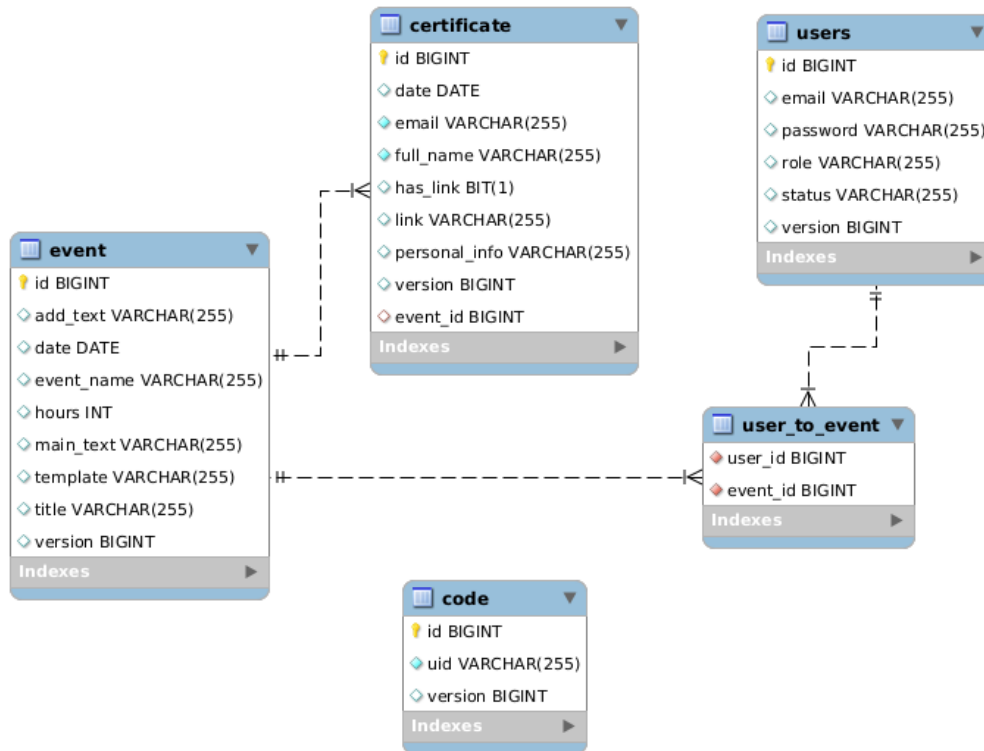 certificate
id BIGINT
date DATE
email VARCHAR(255)
full_name VARCHAR(255)
has_link BIT(1)
link VARCHAR(255)
personal_info VARCHAR(255)
version BIGINT
event_id BIGINT
Indexes
users
id BIGINT
email VARCHAR(255)
password VARCHAR(255)
role VARCHAR(255)
status VARCHAR(255)
version BIGINT
Indexes
event
id BIGINT
add_text VARCHAR(255)
date DATE
event_name VARCHAR(255)
hours INT
main_text VARCHAR(255)
template VARCHAR(255)
title VARCHAR(255)
version BIGINT
Indexes
user_to_event
user_id BIGINT
event_id BIGINT
Indexes
code
id BIGINT
uid VARCHAR(255)
version BIGINT
Indexes